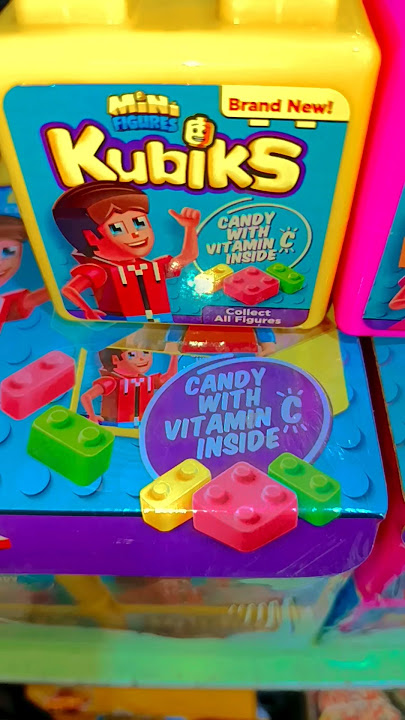 Mini
FIGURES
Brand New!
Kubiks
CANDY
WITH
VITAMIN C
INSIDE
Collect
All Figures
CANDY
WITH
VITAMIN C
INSIDE